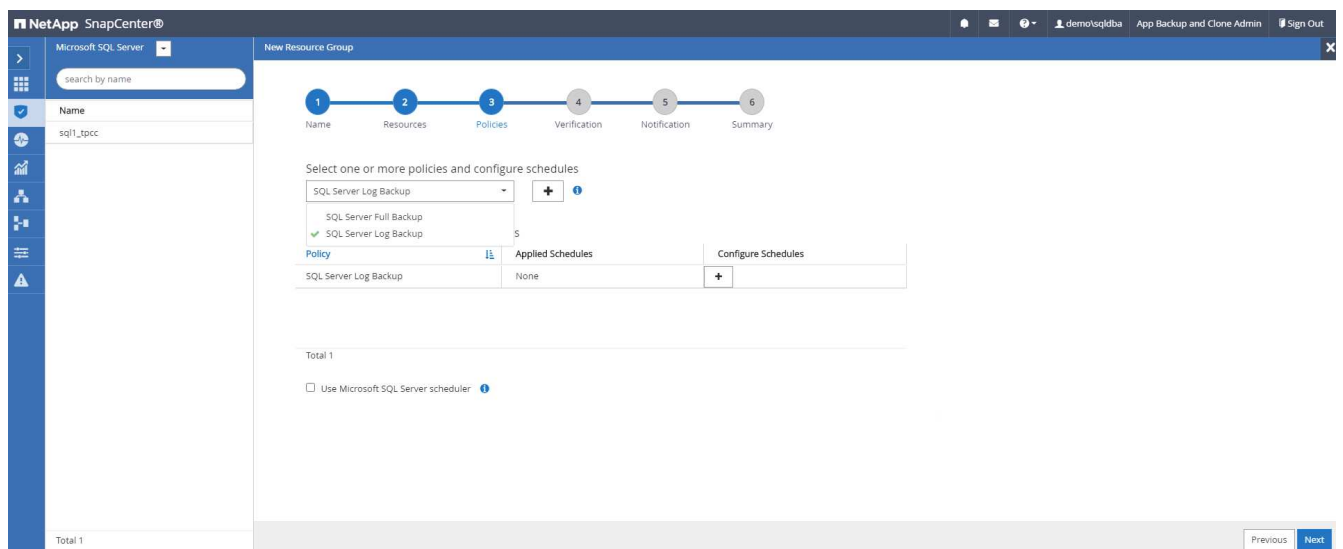 NetApp SnapCenter®
demo\sqldba App Backup and Clone Admin Sign Out
Microsoft SQL Server
New Resource Group
search by name
Name
sql1_tpcc
1 2 3 4 5 6
Name Resources Policies Verification Notification Summary
Select one or more policies and configure schedules
SQL Server Log Backup
SQL Server Full Backup
SQL Server Log Backup
s
Policy Applied Schedules Configure Schedules
SQL Server Log Backup None
Total 1
Use Microsoft SQL Server scheduler
Total 1
Previous Next